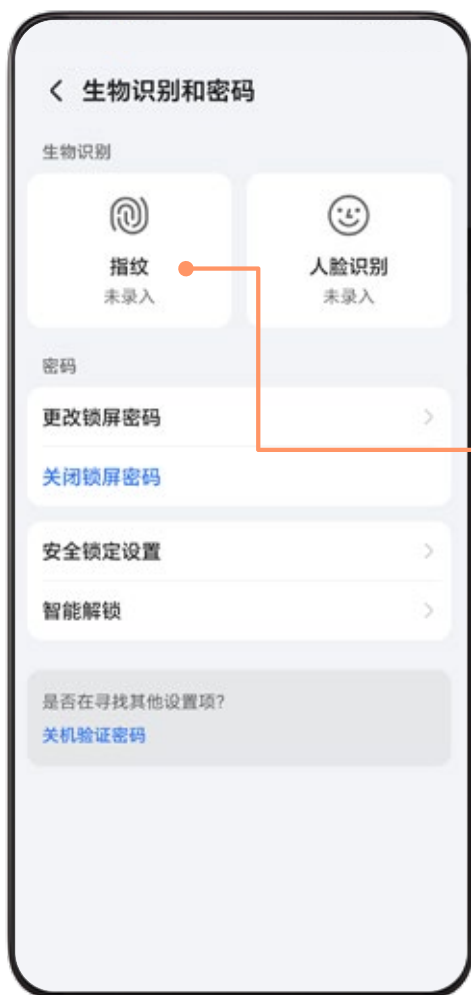 生物识别和密码
生物识别
指纹
未录入
人脸识别
未录入
密码
更改锁屏密码
关闭锁屏密码
安全锁定设置
智能解锁
是否在寻找其他设置项?
关机验证密码